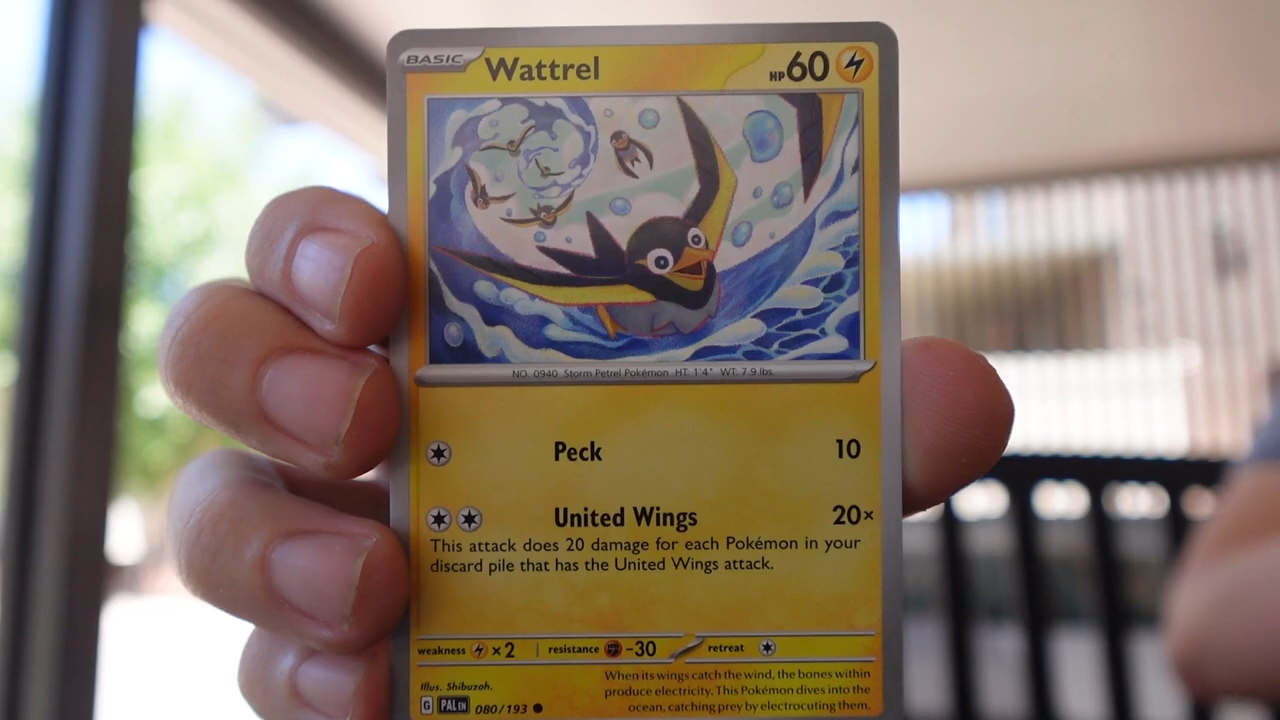 BASIC Wattrel HP60
NO. 0940 Storm Petrel Pokémon HT: 1'4" WT: 7.9 lbs.
Peck 10
United Wings 20×
This attack does 20 damage for each Pokémon in your
discard pile that has the United Wings attack.
weakness ×2 resistance -30 retreat
When its wings catch the wind, the bones within
produce electricity. This Pokémon dives into the
ocean, catching prey by electrocuting them.
Illus. Shibuzoh.
G PAL EN 080/193